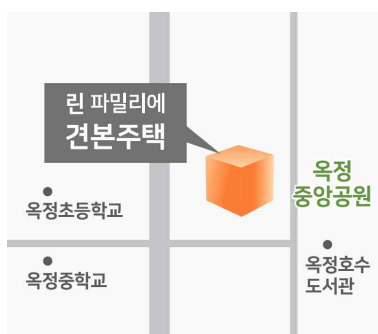 린 파밀리에
견본주택
옥정
중앙공원
옥정초등학교
옥정중학교
옥정호수
도서관